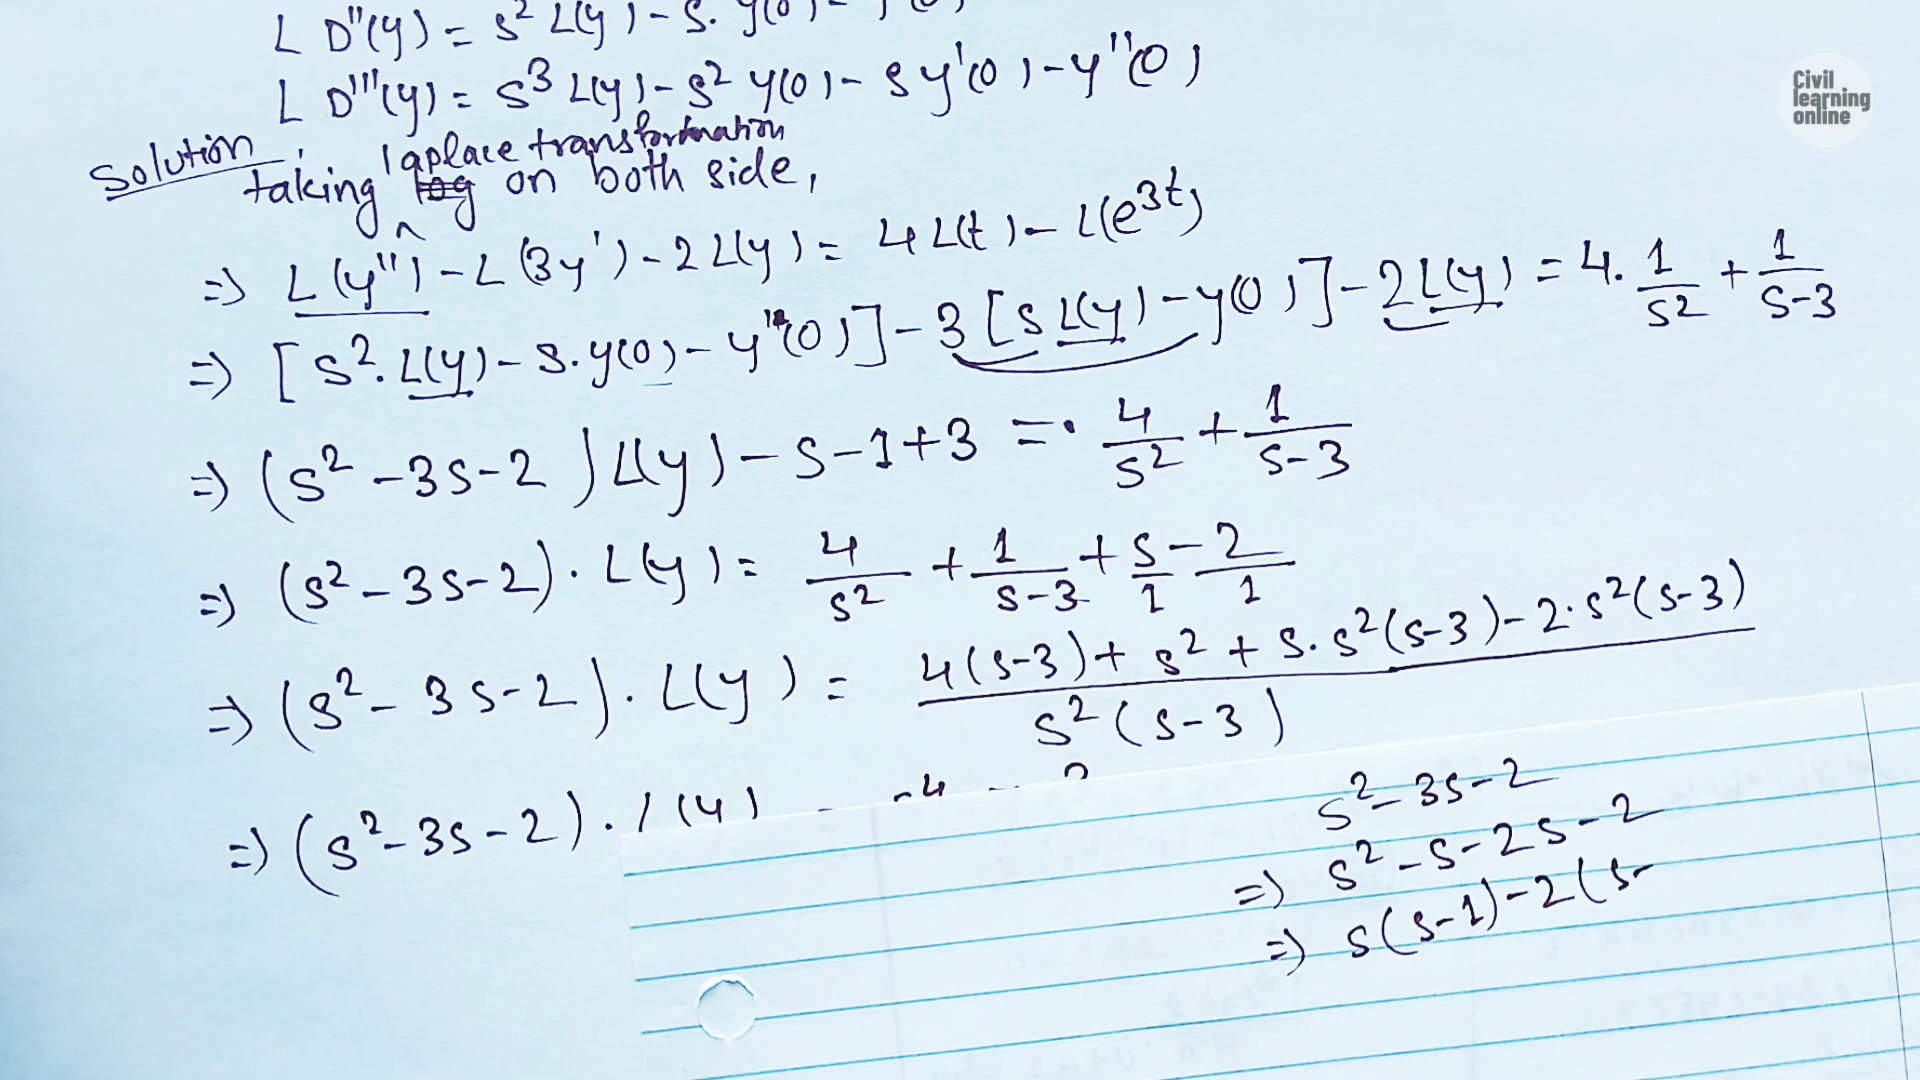 L D''(y) = s² L(y) - s.
L D'''(y) = s³ L(y) - s² y(0) - s y'(0) - y''(0)
Solution:
laplace transformation
taking log on both side,
=> L(y'') - L(3y') - 2L(y) = 4L(t) - L(e^{3t})
=> [s².L(y) - s.y(0) - y'(0)] - 3[sL(y) - y(0)] - 2L(y) = 4. 1/s² + 1/(s-3)
=> (s² - 3s - 2) L(y) - s - 1 + 3 = 4/s² + 1/(s-3)
=> (s² - 3s - 2). L(y) = 4/s² + 1/(s-3) + s/1 - 2/1
=> (s² - 3s - 2). L(y) = (4(s-3) + s² + s.s²(s-3) - 2.s²(s-3)) / (s²(s-3))
=> (s² - 3s - 2). L(y)
s² - 3s - 2
=> s² - s - 2s - 2
=> s(s-1) - 2(s-
Civil
learning
online